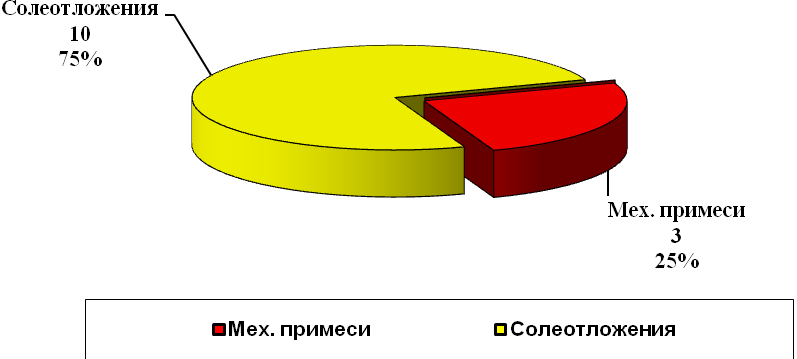 Солеотложения
10
75%
Мех. примеси
3
25%
Мех. примеси Солеотложения